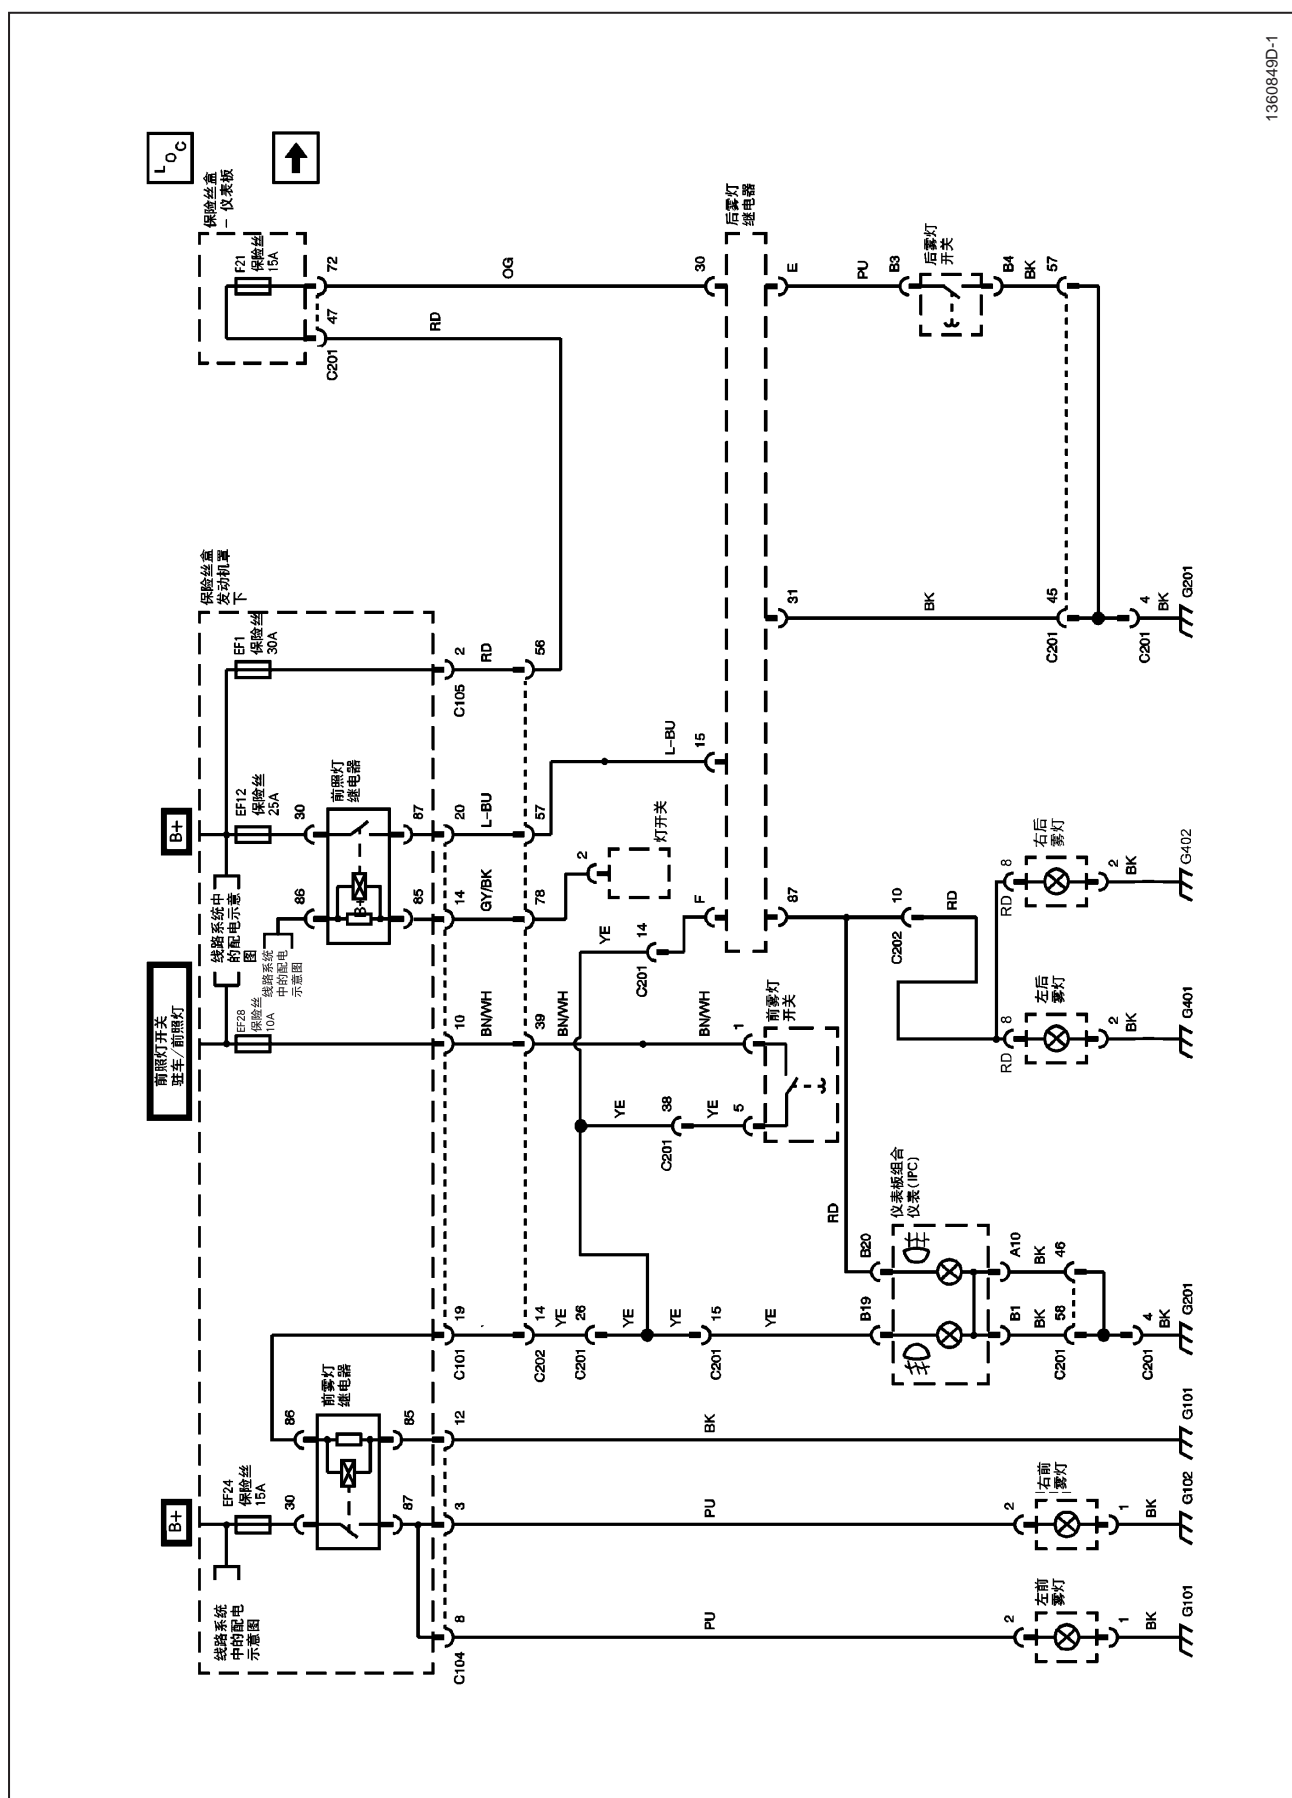 B+
前照灯开关
驻车/前照灯
B+
L O C
线路系统
中的配电
示意图
EF24
保险丝
15A
30
前雾灯
继电器
86
87
85
EF28
保险丝
10A
线路系统中
的配电示意
图
线路系统
中的配电
示意图
EF12
保险丝
25A
86
30
B+
前照灯
继电器
85
87
EF1
保险丝
30A
保险丝盒
发动机罩
下
保险丝盒
- 仪表板
F21
保险丝
15A
C201
47
72
C104
8
3
12
C101
19
10
14
20
C105
2
BN/WH
GY/BK
L-BU
RD
RD
OG
C202
14
39
78
57
56
YE
BN/WH
C201
26
YE
2
YE
YE
C201
14
灯开关
YE
C201
38
L-BU
PU
PU
BK
C201
15
YE
BN/WH
F
15
30
5
1
后雾灯
继电器
YE
前雾灯
开关
87
31
E
RD
PU
B19
B20
C202
10
B3
仪表板组合
仪表(IPC)
RD
BK
后雾灯
开关
2
2
B1
A10
RD
8
RD
8
B4
左前
雾灯
右前
雾灯
BK
BK
左后
雾灯
右后
雾灯
BK
C201
58
46
C201
45
57
1
1
2
2
BK
BK
BK
BK
C201
4
C201
4
BK
BK
G101
G102
G101
G201
G401
G402
G201
1360849D-1